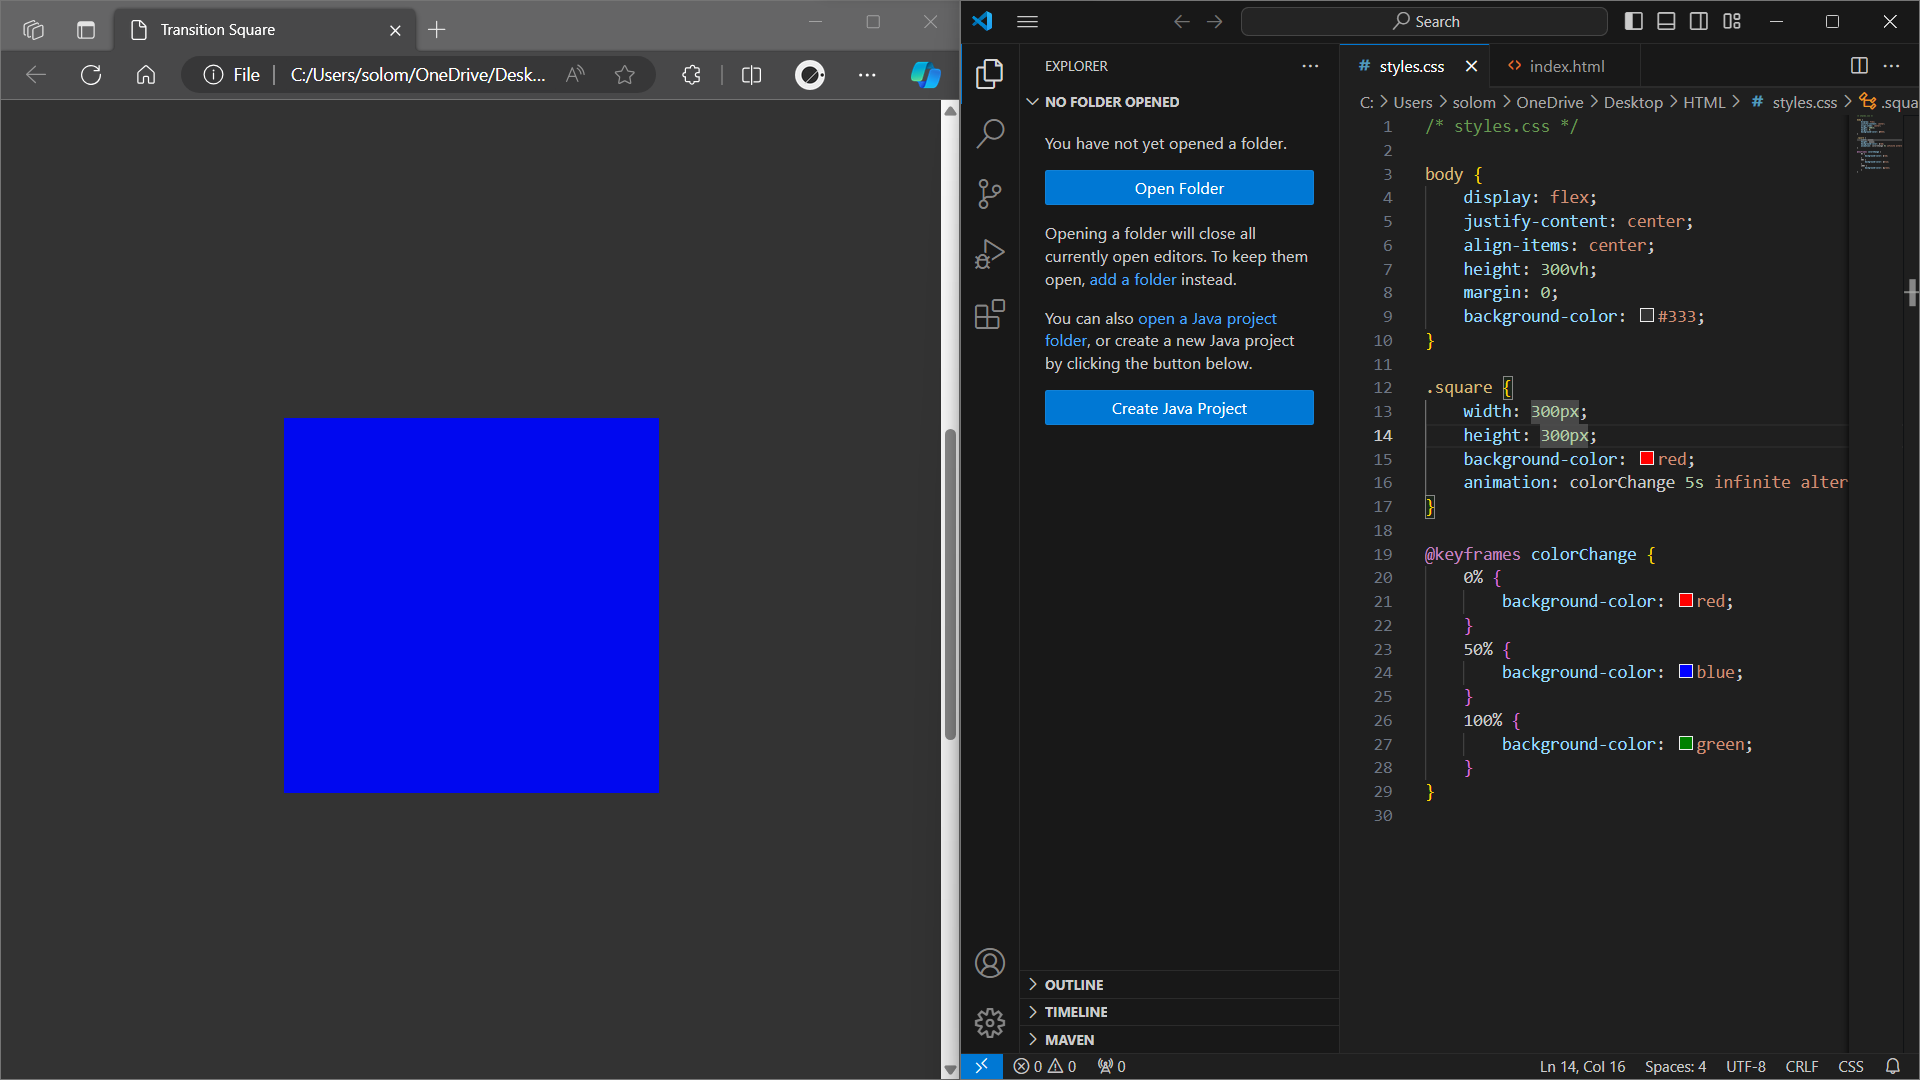 Transition Square
File
C:/Users/solom/OneDrive/Desk...
Search
EXPLORER
NO FOLDER OPENED
You have not yet opened a folder.
Open Folder
Opening a folder will close all
currently open editors. To keep them
open, add a folder instead.
You can also open a Java project
folder, or create a new Java project
by clicking the button below.
Create Java Project
OUTLINE
TIMELINE
MAVEN
# styles.css
<> index.html
C: > Users > solom > OneDrive > Desktop > HTML > # styles.css > .squa
1 /* styles.css */
2
3 body {
4 display: flex;
5 justify-content: center;
6 align-items: center;
7 height: 300vh;
8 margin: 0;
9 background-color: #333;
10 }
11
12 .square {
13 width: 300px;
14 height: 300px;
15 background-color: red;
16 animation: colorChange 5s infinite alter
17 }
18
19 @keyframes colorChange {
20 0% {
21 background-color: red;
22 }
23 50% {
24 background-color: blue;
25 }
26 100% {
27 background-color: green;
28 }
29 }
30
0 0 0
Ln 14, Col 16 Spaces: 4 UTF-8 CRLF CSS